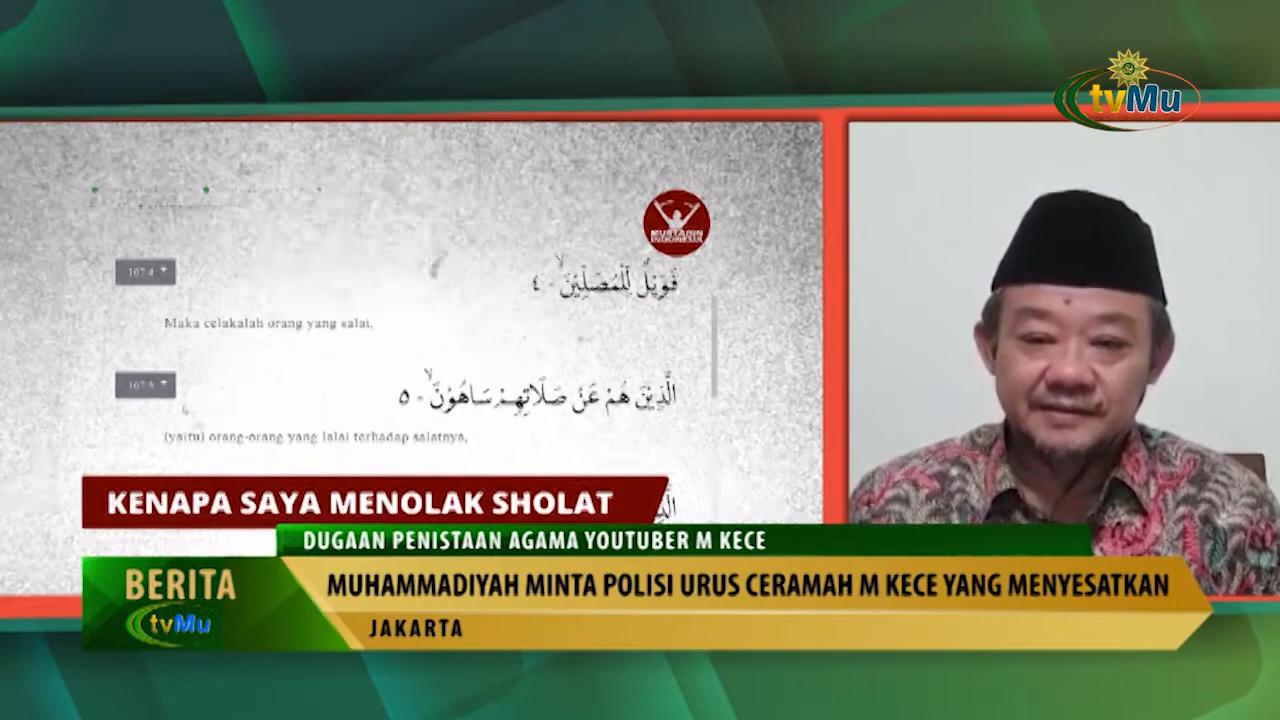 tvMu
MURTADIN
INDONESIA
107:4
فَوَيْلٌ لِّلْمُصَلِّيْنَۙ - ٤
Maka celakalah orang yang salat,
107:5
الَّذِيْنَ هُمْ عَنْ صَلَاتِهِمْ سَاهُوْنَۙ - ٥
(yaitu) orang-orang yang lalai terhadap salatnya,
KENAPA SAYA MENOLAK SHOLAT
DUGAAN PENISTAAN AGAMA YOUTUBER M KECE
BERITA
tvMu
MUHAMMADIYAH MINTA POLISI URUS CERAMAH M KECE YANG MENYESATKAN
JAKARTA